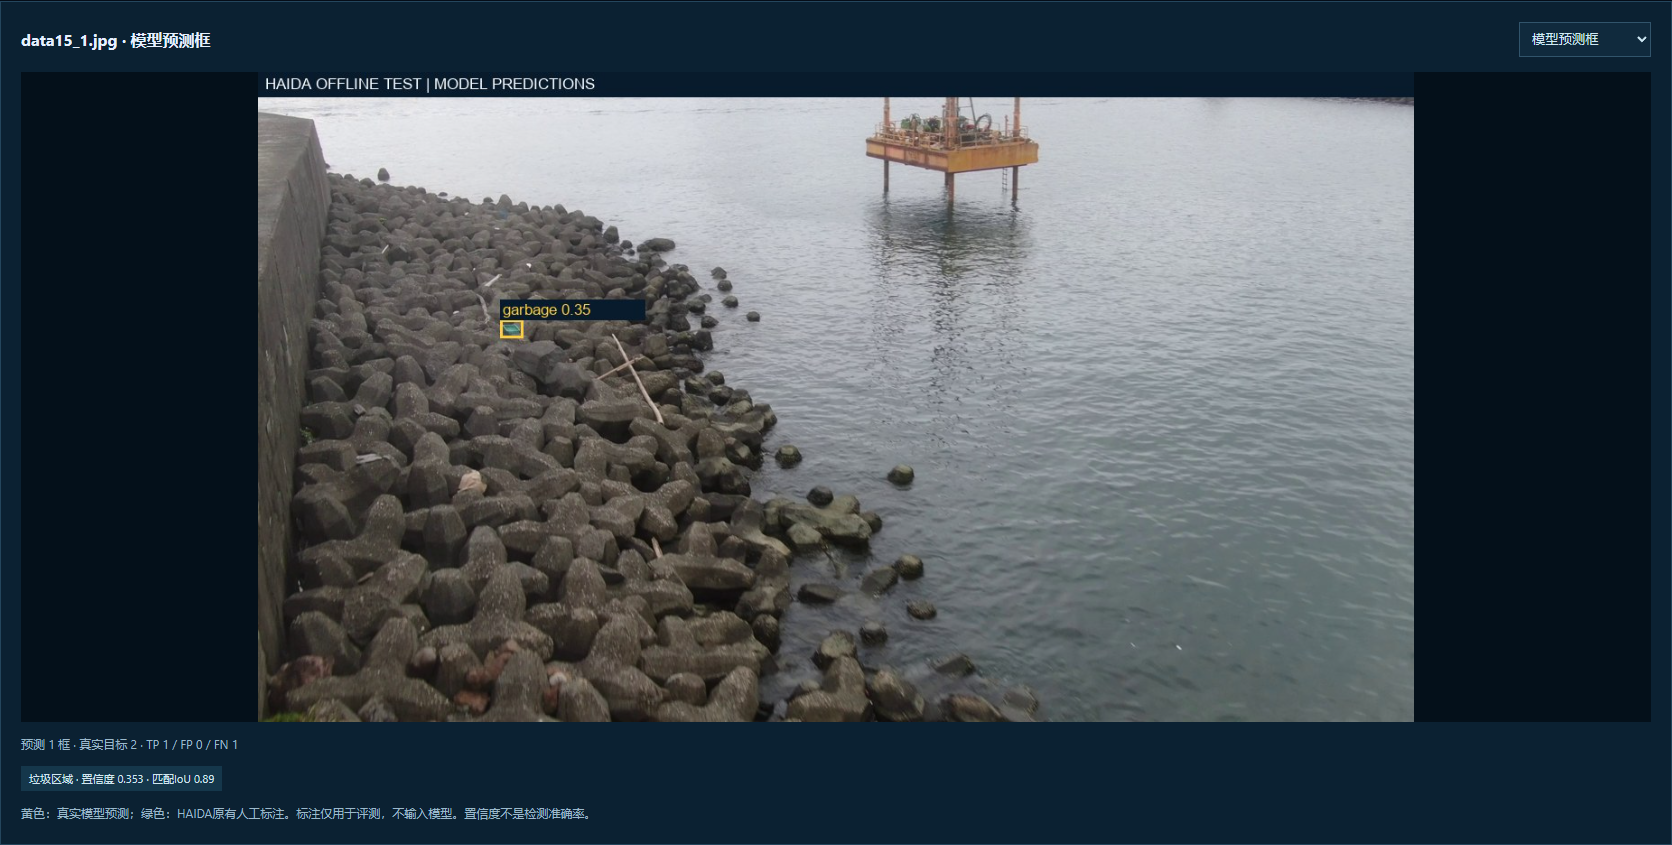 data15_1.jpg · 模型预测框
模型预测框
HAIDA OFFLINE TEST | MODEL PREDICTIONS
garbage 0.35
预测 1 框 · 真实目标 2 · TP 1 / FP 0 / FN 1
垃圾区域 · 置信度 0.353 · 匹配IoU 0.89
黄色：真实模型预测；绿色：HAIDA原有人工标注。标注仅用于评测，不输入模型。置信度不是检测准确率。